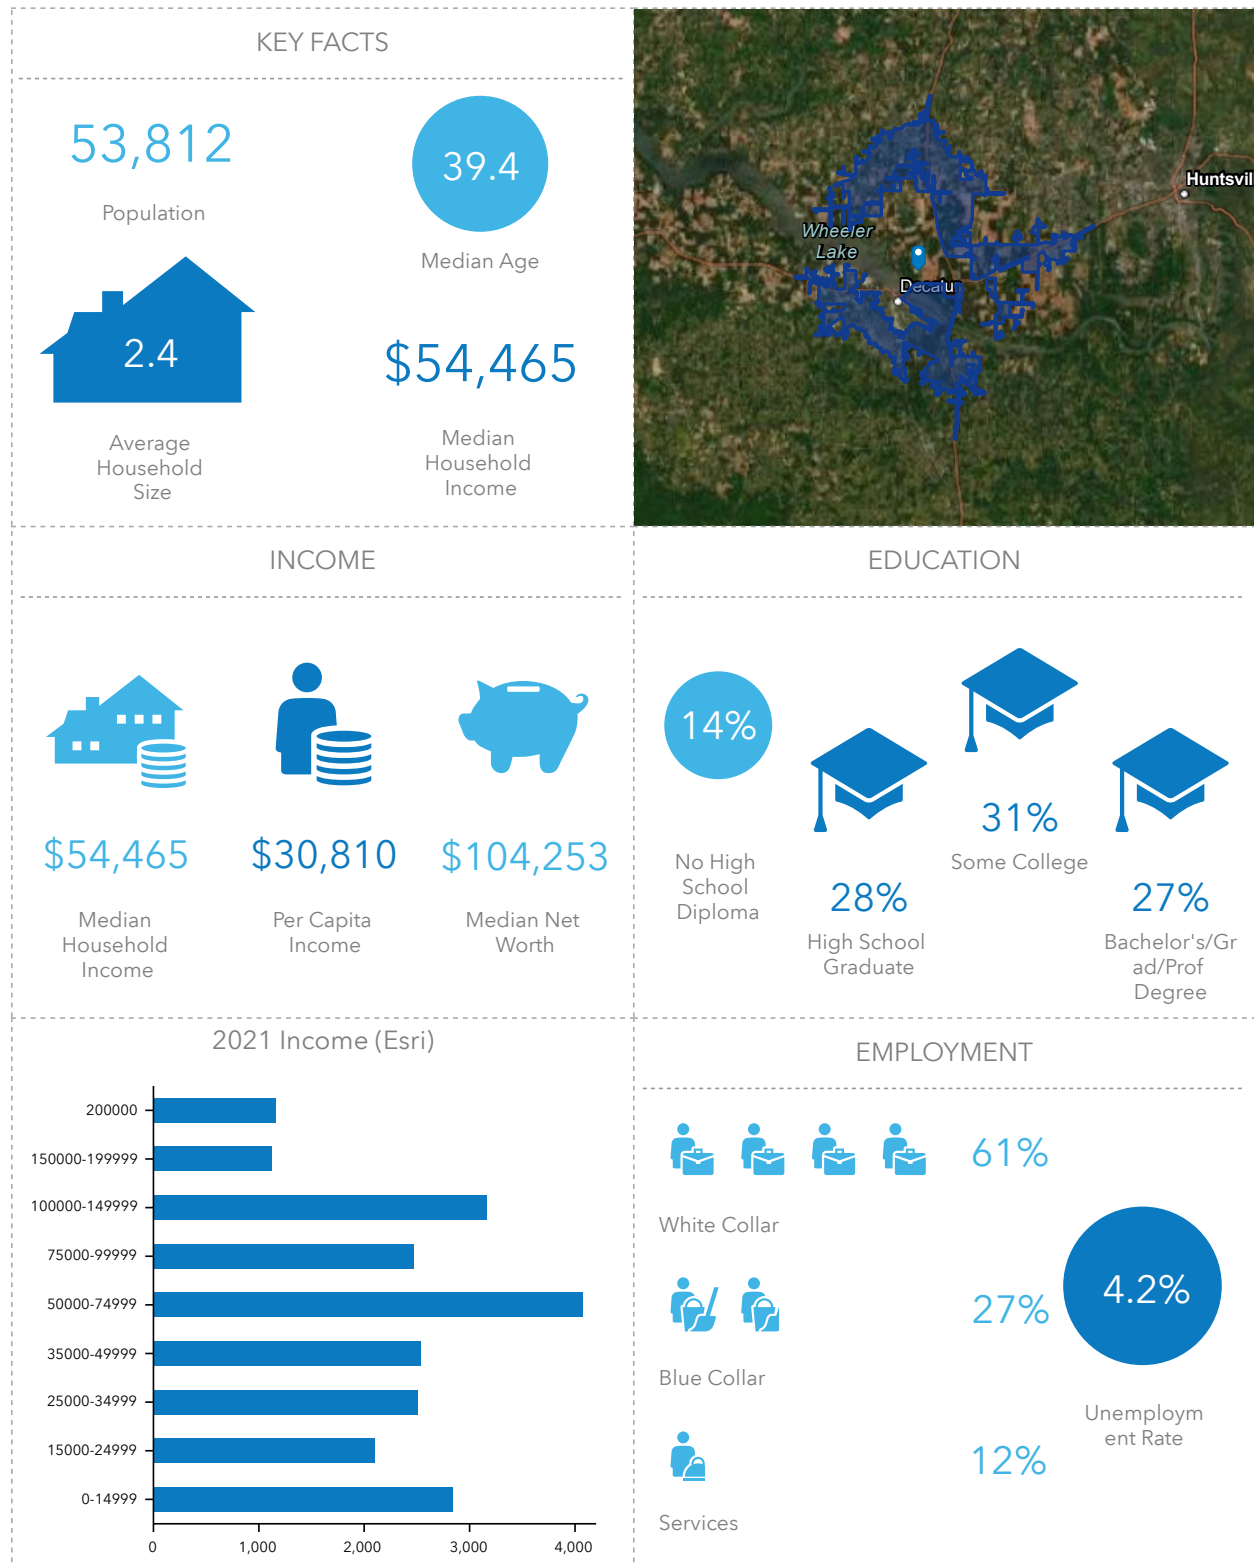 KEY FACTS
53,812
Population
39.4
Median Age
2.4
Average
Household
Size
$54,465
Median
Household
Income
Huntsvil
Wheeler
Lake
Decatur
INCOME
$54,465
Median
Household
Income
$30,810
Per Capita
Income
$104,253
Median Net
Worth
EDUCATION
14%
No High
School
Diploma
28%
High School
Graduate
31%
Some College
27%
Bachelor's/Gr
ad/Prof
Degree
2021 Income (Esri)
200000
150000-199999
100000-149999
75000-99999
50000-74999
35000-49999
25000-34999
15000-24999
0-14999
0 1,000 2,000 3,000 4,000
EMPLOYMENT
61%
White Collar
27%
Blue Collar
12%
Services
4.2%
Unemploym
ent Rate